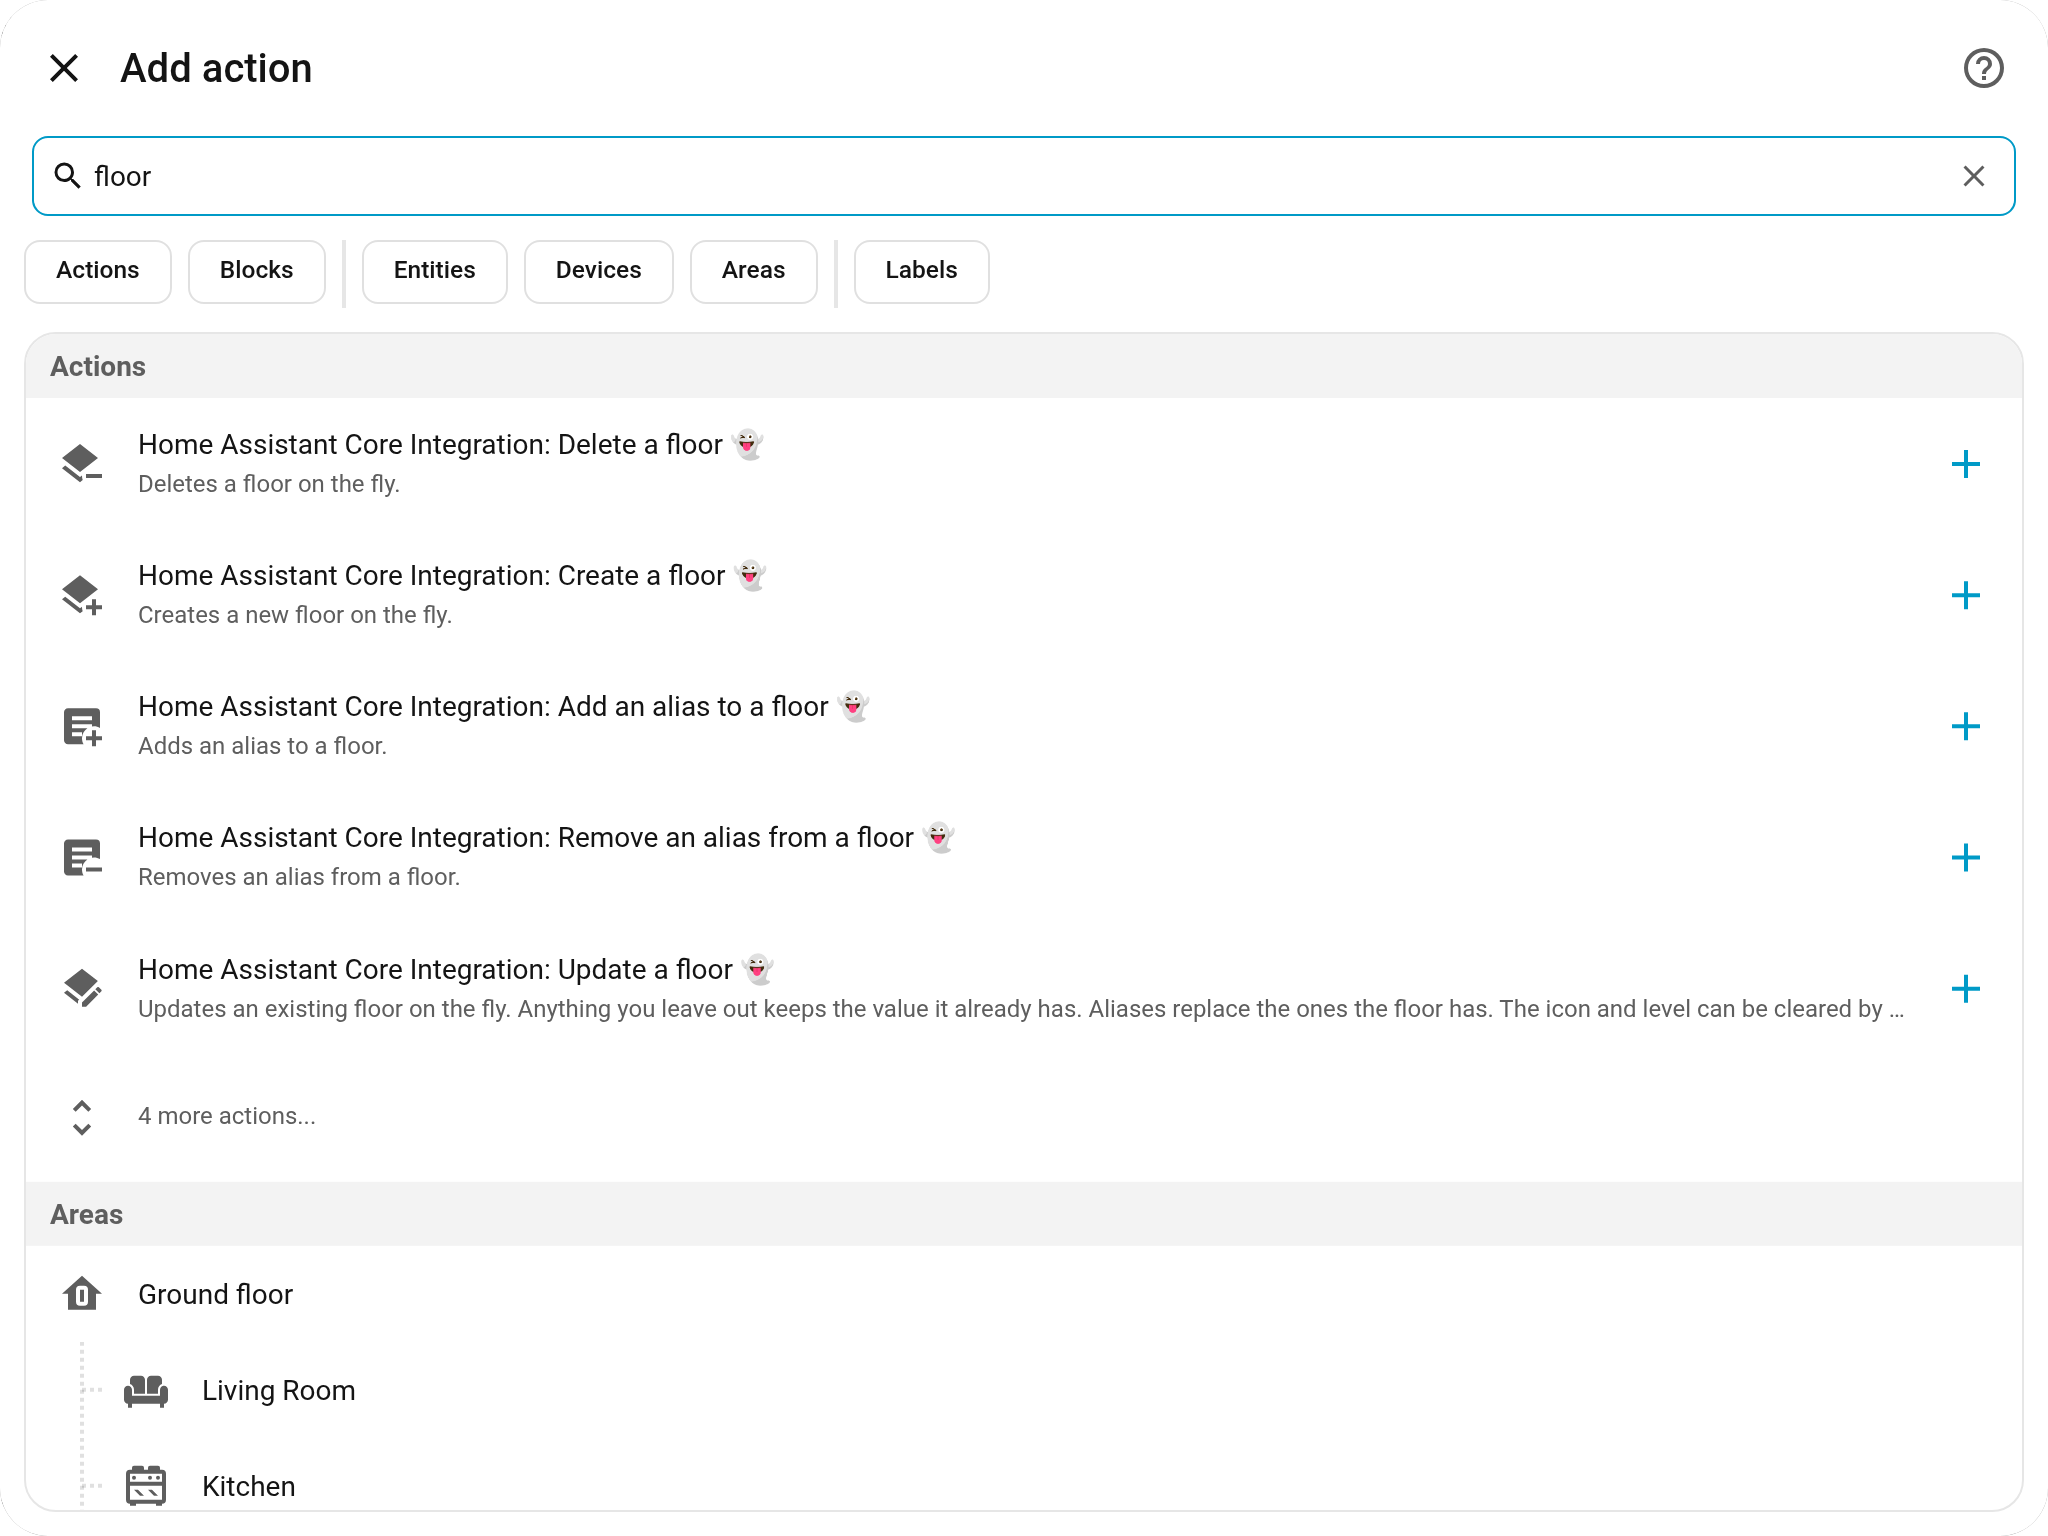 Add action
floor
Actions
Blocks
Entities
Devices
Areas
Labels
Actions
Home Assistant Core Integration: Delete a floor 👻
Deletes a floor on the fly.
Home Assistant Core Integration: Create a floor 👻
Creates a new floor on the fly.
Home Assistant Core Integration: Add an alias to a floor 👻
Adds an alias to a floor.
Home Assistant Core Integration: Remove an alias from a floor 👻
Removes an alias from a floor.
Home Assistant Core Integration: Update a floor 👻
Updates an existing floor on the fly. Anything you leave out keeps the value it already has. Aliases replace the ones the floor has. The icon and level can be cleared by ...
4 more actions...
Areas
Ground floor
Living Room
Kitchen